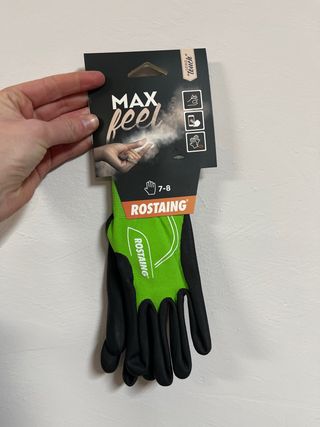 MAX
feel
touch
7-8
ROSTAING®
ROSTAING